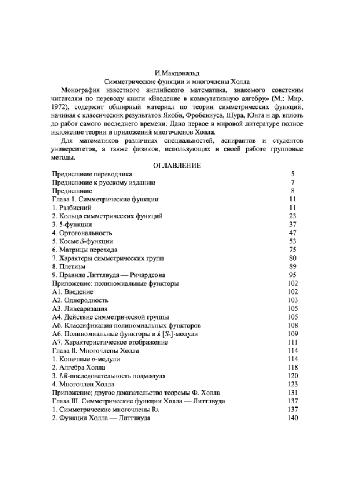 И.Макдональд
Симметрические функции и многочлены Холла
Монография известного английского математика, знакомого советским
читателям по переводу книги «Введение в коммутативную алгебру» (М.: Мир,
1972), содержит обширный материал по теории симметрических функций,
начиная с классических результатов Якоби, Фробениуса, Шура, Юнга и др. вплоть
до работ самого последнего времени. Дано первое в мировой литературе полное
изложение теории и приложений многочленов Холла.
Для математиков различных специальностей, аспирантов и студентов
университетов, а также физиков, использующих в своей работе групповые
методы.
ОГЛАВЛЕНИЕ
Предисловие переводчика 5
Предисловие к русскому изданию 7
Предисловие 8
Глава I. Симметрические функции 11
1. Разбиений 11
2. Кольца симметрических функций 23
3. S-функции 37
4. Ортогональность 47
5. Косые S-функции 53
6. Матрицы перехода 75
7. Характеры симметрических групп 80
8. Плетизм 89
9. Правило Литтлвуда — Ричардсона 95
Приложение: полиномиальные функторы 102
А1. Введение 102
А2. Однородность 103
А3. Линеаризация 105
А4. Действие симметрической группы 105
А6. Классификация полиномиальных функторов 108
А6. Полиномиальные функторы и k [Sₙ]-модули 109
А7. Характеристическое отображение 111
Глава II. Многочлены Холла 114
1. Конечные o-модули 114
2. Алгебра Холла 118
3. LR-последовательность подмодуля 120
4. Многочлен Холла 123
Приложение; другое доказательство теоремы Ф. Холла 131
Глава III. Симметрические функции Холла — Литтлвуда 137
1. Симметрические многочлены 137
2. Функции Холла — Литтлвуда 140